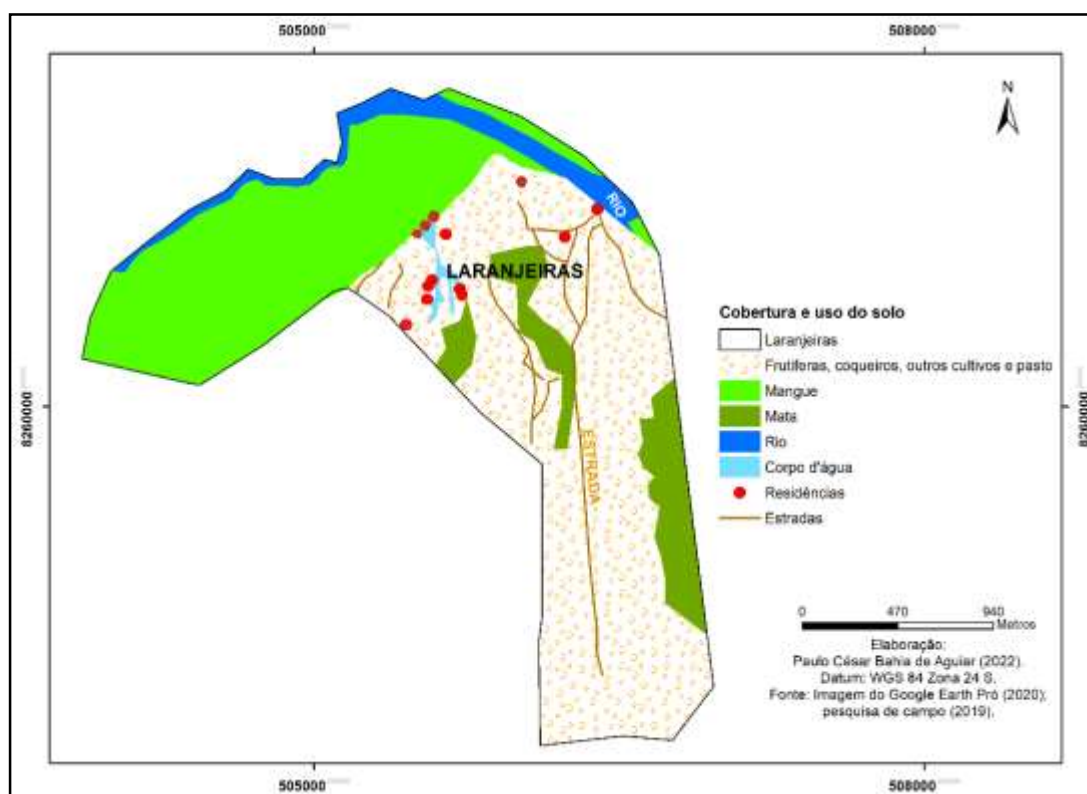 505000
508000
N
RIO
LARANJEIRAS
ESTRADA
8260000
8260000
Cobertura e uso do solo
Laranjeiras
Frutíferas, coqueiros, outros cultivos e pasto
Mangue
Mata
Rio
Corpo d'água
Residências
Estradas
0 470 940
Metros
Elaboração:
Paulo César Bahia de Aguiar (2022).
Datum: WGS 84 Zona 24 S.
Fonte: Imagem do Google Earth Pró (2020);
pesquisa de campo (2019).
505000
508000